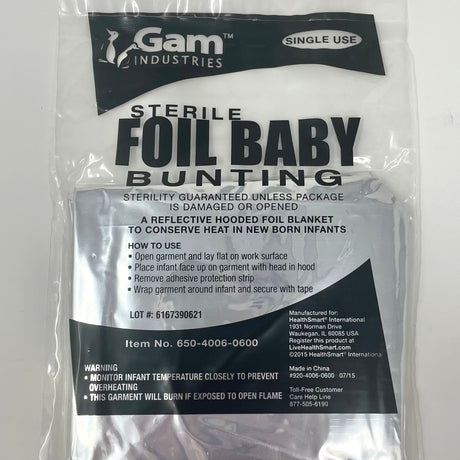 Gam™
INDUSTRIES
SINGLE USE
STERILE
FOIL BABY
BUNTING
STERILITY GUARANTEED UNLESS PACKAGE
IS DAMAGED OR OPENED
A REFLECTIVE HOODED FOIL BLANKET
TO CONSERVE HEAT IN NEW BORN INFANTS
HOW TO USE
• Open garment and lay flat on work surface
• Place infant face up on garment with head in hood
• Remove adhesive protection strip
• Wrap garment around infant and secure with tape
LOT #: 6167390621
Item No. 650-4006-0600
Manufactured for:
HealthSmart® International
1931 Norman Drive
Waukegan, IL 60085 USA
Register this product at
LiveHealthSmart.com
©2015 HealthSmart® International
Made in China
#920-4006-0600 07/15
Toll-Free Customer
Care Help Line
877-505-6190
WARNING
• MONITOR INFANT TEMPERATURE CLOSELY TO PREVENT
OVERHEATING
• THIS GARMENT WILL BURN IF EXPOSED TO OPEN FLAME